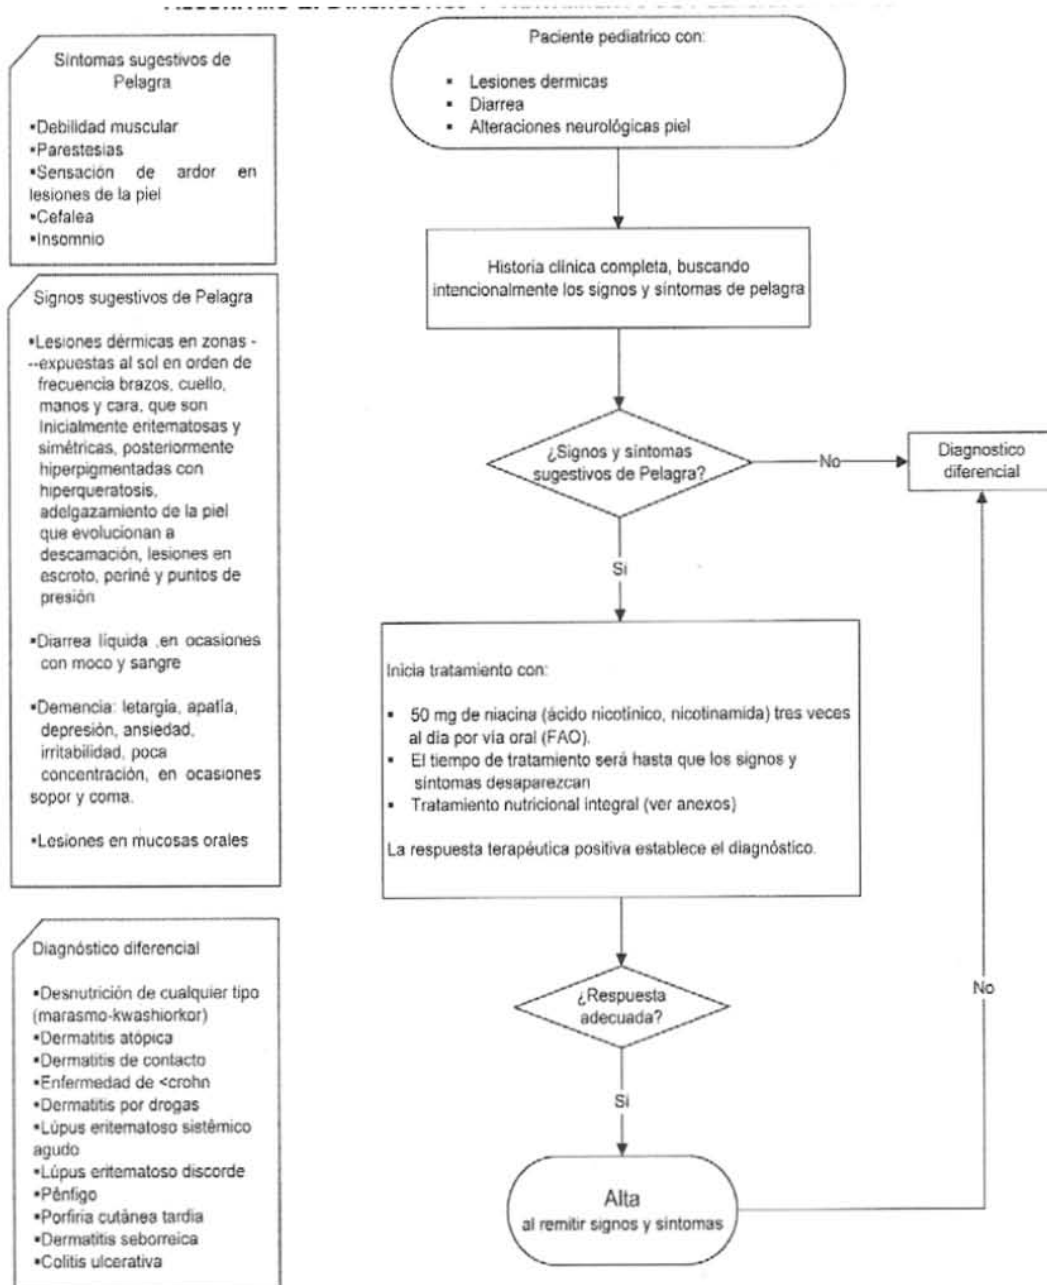 Síntomas sugestivos de
Pelagra
▪Debilidad muscular
▪Parestesias
▪Sensación de ardor en
lesiones de la piel
▪Cefalea
▪Insomnio
Signos sugestivos de Pelagra
▪Lesiones dérmicas en zonas -
--expuestas al sol en orden de
frecuencia brazos, cuello,
manos y cara, que son
Inicialmente eritematosas y
simétricas, posteriormente
hiperpigmentadas con
hiperqueratosis,
adelgazamiento de la piel
que evolucionan a
descamación, lesiones en
escroto, periné y puntos de
presión
▪Diarrea líquida ,en ocasiones
con moco y sangre
▪Demencia: letargia, apatía,
depresión, ansiedad,
irritabilidad, poca
concentración, en ocasiones
sopor y coma.
▪Lesiones en mucosas orales
Diagnóstico diferencial
▪Desnutrición de cualquier tipo
(marasmo-kwashiorkor)
▪Dermatitis atópica
▪Dermatitis de contacto
▪Enfermedad de <crohn
▪Dermatitis por drogas
▪Lúpus eritematoso sistêmico
agudo
▪Lúpus eritematoso discorde
▪Pénfigo
▪Porfiria cutánea tardía
▪Dermatitis seborreica
▪Colitis ulcerativa
Paciente pediatrico con:
▪ Lesiones dermicas
▪ Diarrea
▪ Alteraciones neurológicas piel
Historia clínica completa, buscando
intencionalmente los signos y síntomas de pelagra
¿Signos y síntomas
sugestivos de Pelagra?
No
Diagnostico
diferencial
Si
Inicia tratamiento con:
▪ 50 mg de niacina (ácido nicotínico, nicotinamida) tres veces
al día por vía oral (FAO).
▪ El tiempo de tratamiento será hasta que los signos y
síntomas desaparezcan
▪ Tratamiento nutricional integral (ver anexos)
La respuesta terapéutica positiva establece el diagnóstico.
¿Respuesta
adecuada?
No
Si
Alta
al remitir signos y síntomas